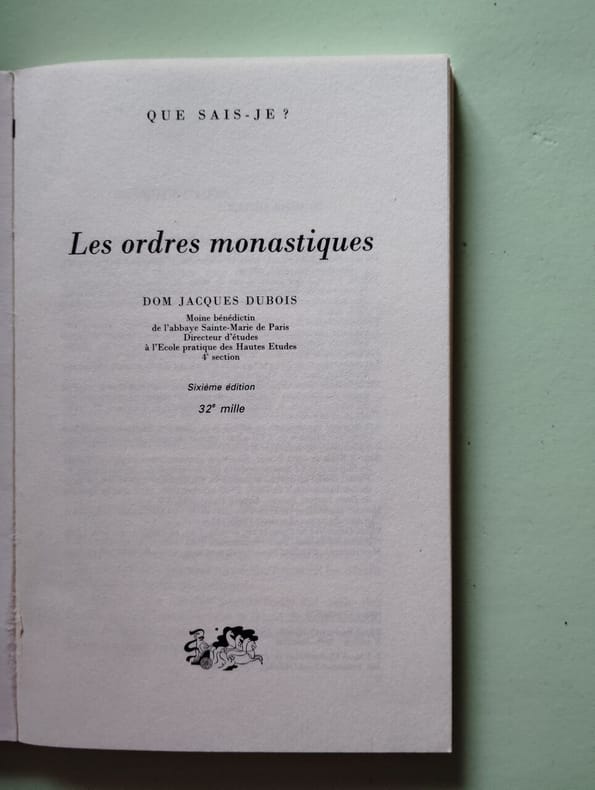 QUE SAIS-JE ?
Les ordres monastiques
DOM JACQUES DUBOIS
Moine bénédictin
de l'abbaye Sainte-Marie de Paris
Directeur d'études
à l'Ecole pratique des Hautes Etudes
4e section
Sixième édition
32e mille